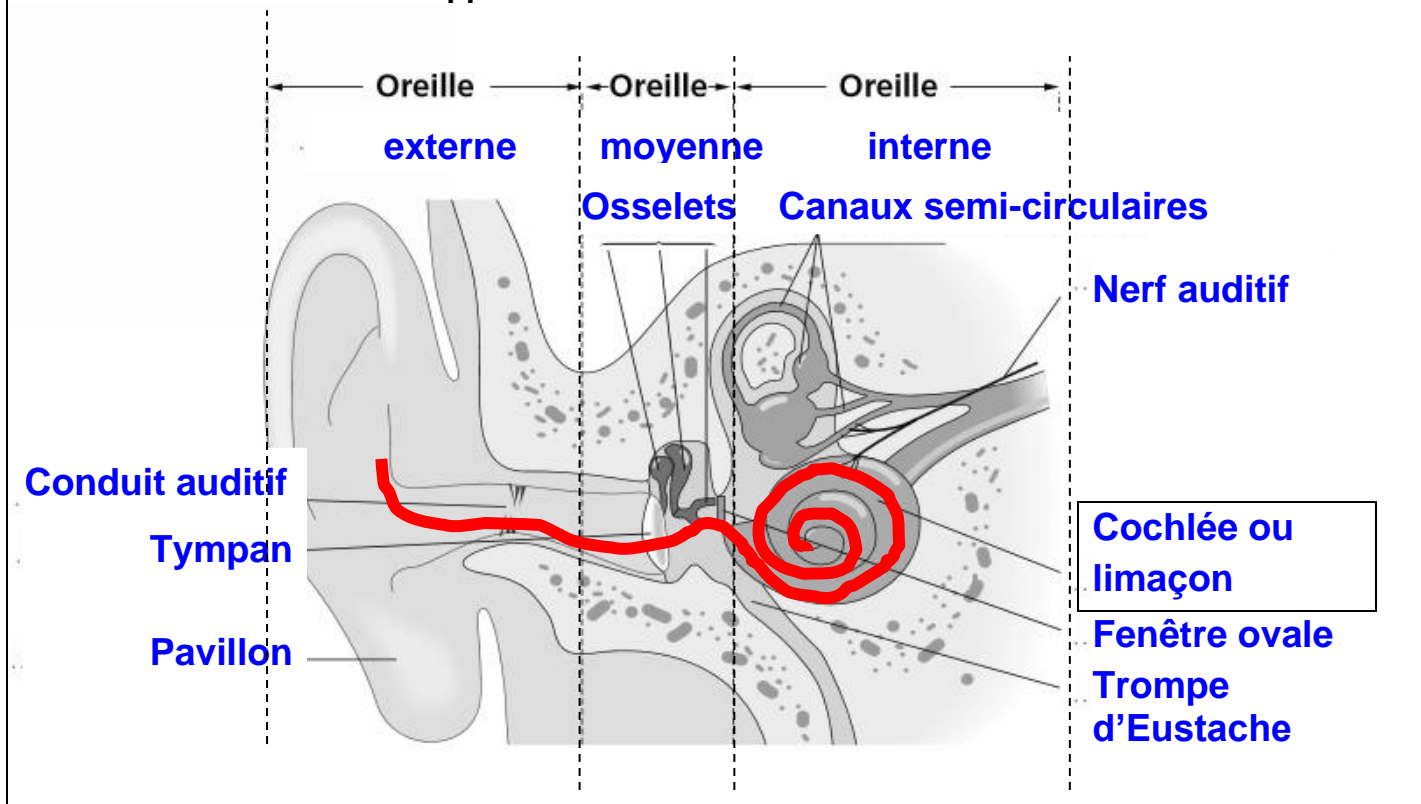 Oreille
Oreille
Oreille
externe
moyenne
interne
Osselets
Canaux semi-circulaires
Nerf auditif
Conduit auditif
Tympan
Pavillon
Cochlée ou
limaçon
Fenêtre ovale
Trompe
d’Eustache